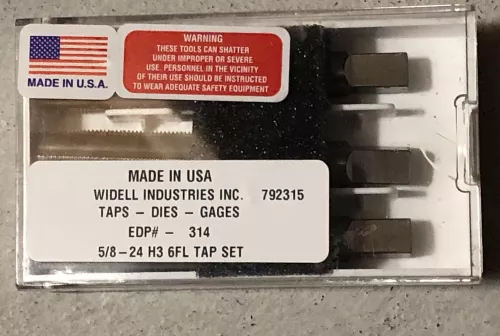 MADE IN U.S.A.
WARNING
THESE TOOLS CAN SHATTER
UNDER IMPROPER OR SEVERE
USE. PERSONNEL IN THE VICINITY
OF THEIR USE SHOULD BE INSTRUCTED
TO WEAR ADEQUATE SAFETY EQUIPMENT
MADE IN USA
WIDELL INDUSTRIES INC. 792315
TAPS – DIES – GAGES
EDP# – 314
5/8–24 H3 6FL TAP SET